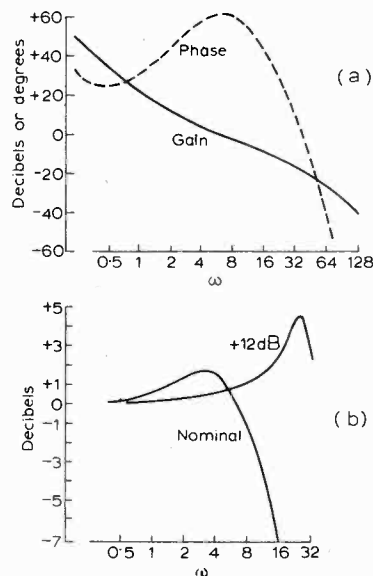 +60
+40
+20
0
-20
-40
-60
Decibels or degrees
Phase
Gain
(a)
0·5 1 2 4 8 16 32 64 128
ω
+5
+3
+1
0
-1
-3
-5
-7
Decibels
+12dB
Nominal
(b)
0·5 1 2 4 8 16 32
ω